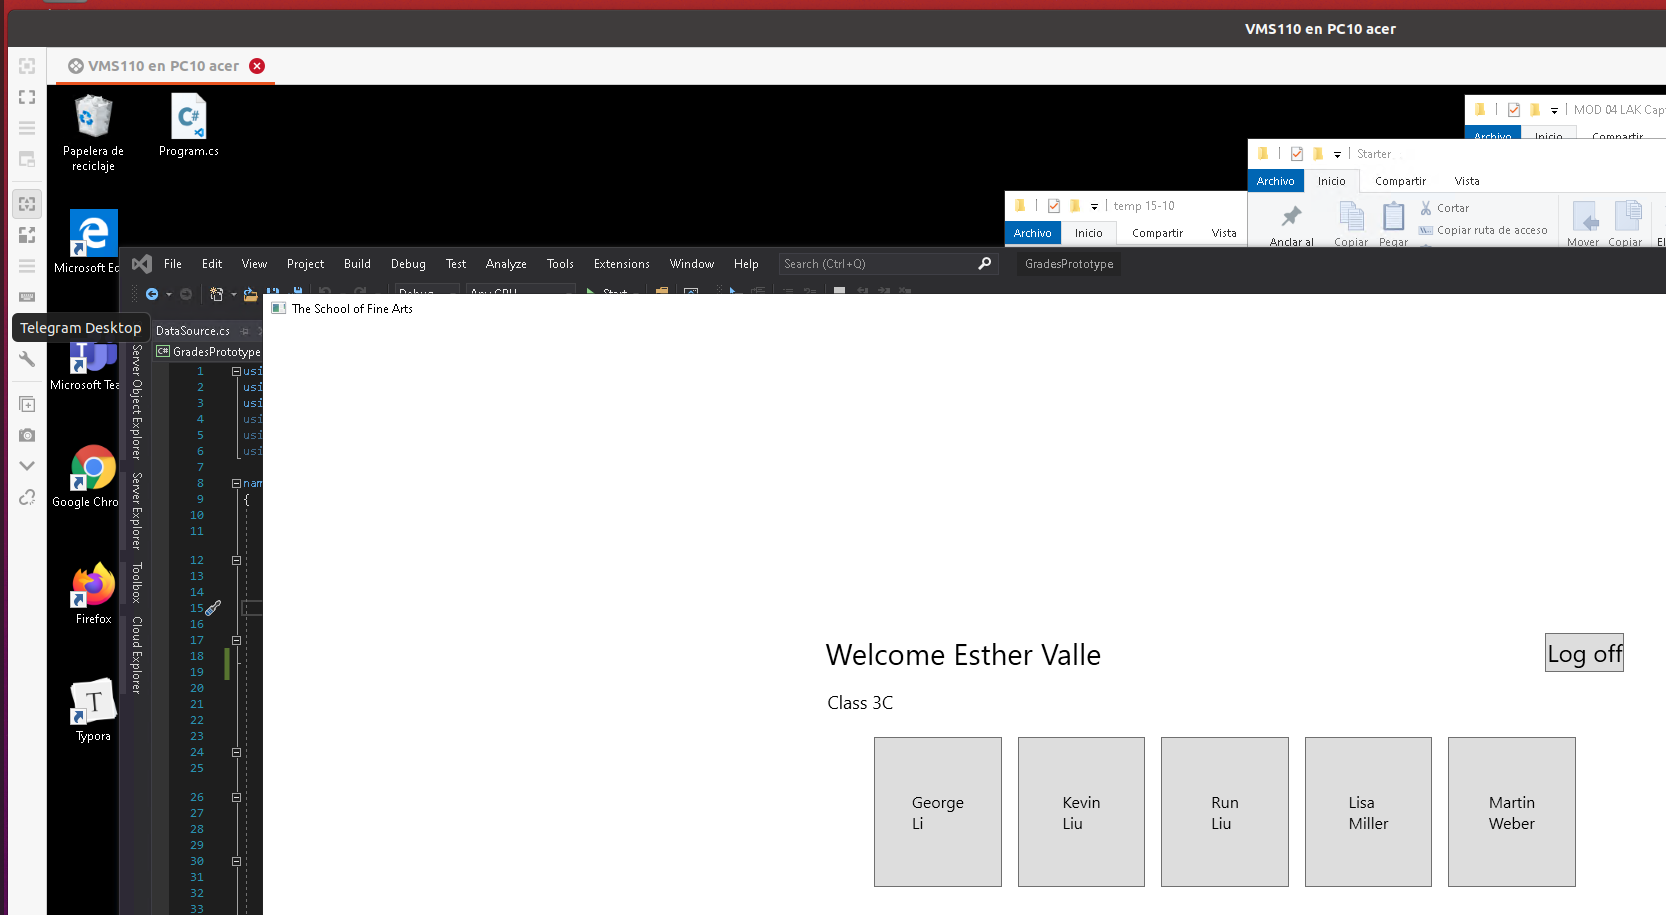 VMS110 en PC10 acer
VMS110 en PC10 acer
Papelera de
reciclaje
Program.cs
MOD 04 LAK Cap
Archivo Inicio Compartir
Starter
Archivo Inicio Compartir Vista
Cortar
Copiar ruta de acceso
Anclar al Copiar Pegar Mover Copiar
temp 15-10
Archivo Inicio Compartir Vista
Microsoft Ed
File Edit View Project Build Debug Test Analyze Tools Extensions Window Help Search (Ctrl+Q) GradesPrototype
Debug Any CPU Start
The School of Fine Arts
Telegram Desktop
DataSource.cs
GradesPrototype
Microsoft Tea
Server Object Explorer
Server Explorer
Toolbox
Cloud Explorer
Google Chro
Firefox
Typora
1 usi
2 usi
3 usi
4 usi
5 usi
6 usi
7
8 nam
9 {
10
11
12
13
14
15
16
17
18
19
20
21
22
23
24
25
26
27
28
29
30
31
32
33
Welcome Esther Valle
Log off
Class 3C
George
Li
Kevin
Liu
Run
Liu
Lisa
Miller
Martin
Weber